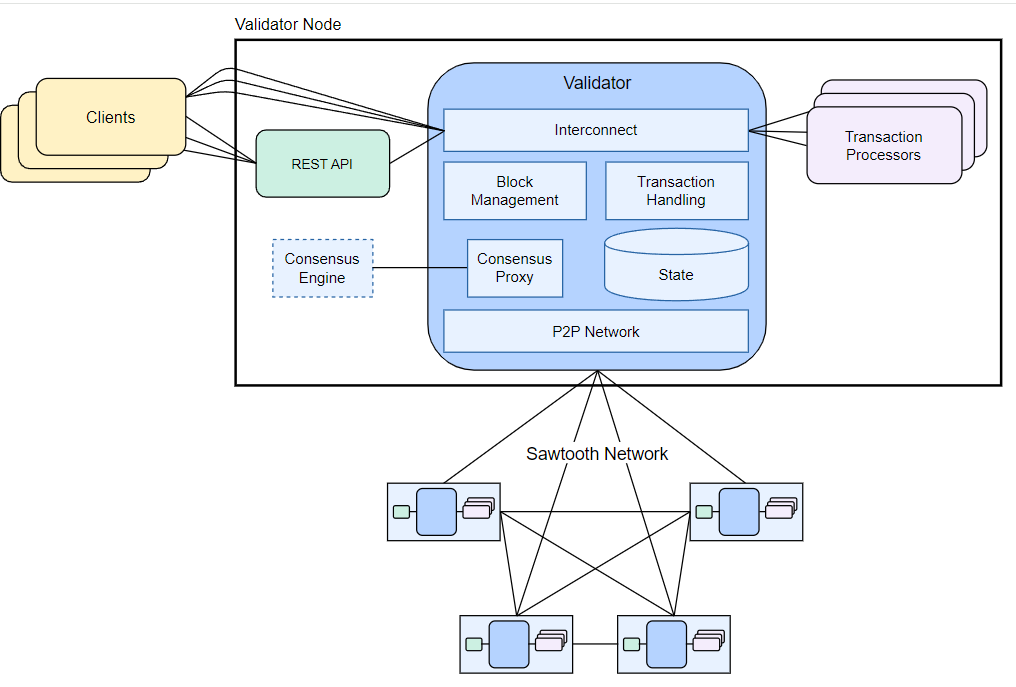 Validator Node
Validator
Clients
Interconnect
Transaction
Processors
REST API
Block
Management
Transaction
Handling
Consensus
Engine
Consensus
Proxy
State
P2P Network
Sawtooth Network